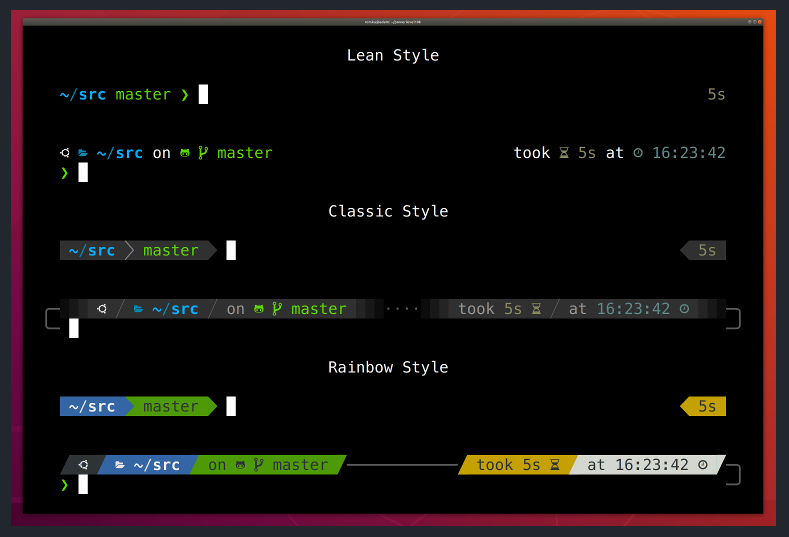 Lean Style
~/src master ❯ 5s
~/src on master took 5s at 16:23:42
❯
Classic Style
~/src master 5s
~/src on master took 5s at 16:23:42
Rainbow Style
~/src master 5s
~/src on master took 5s at 16:23:42
❯